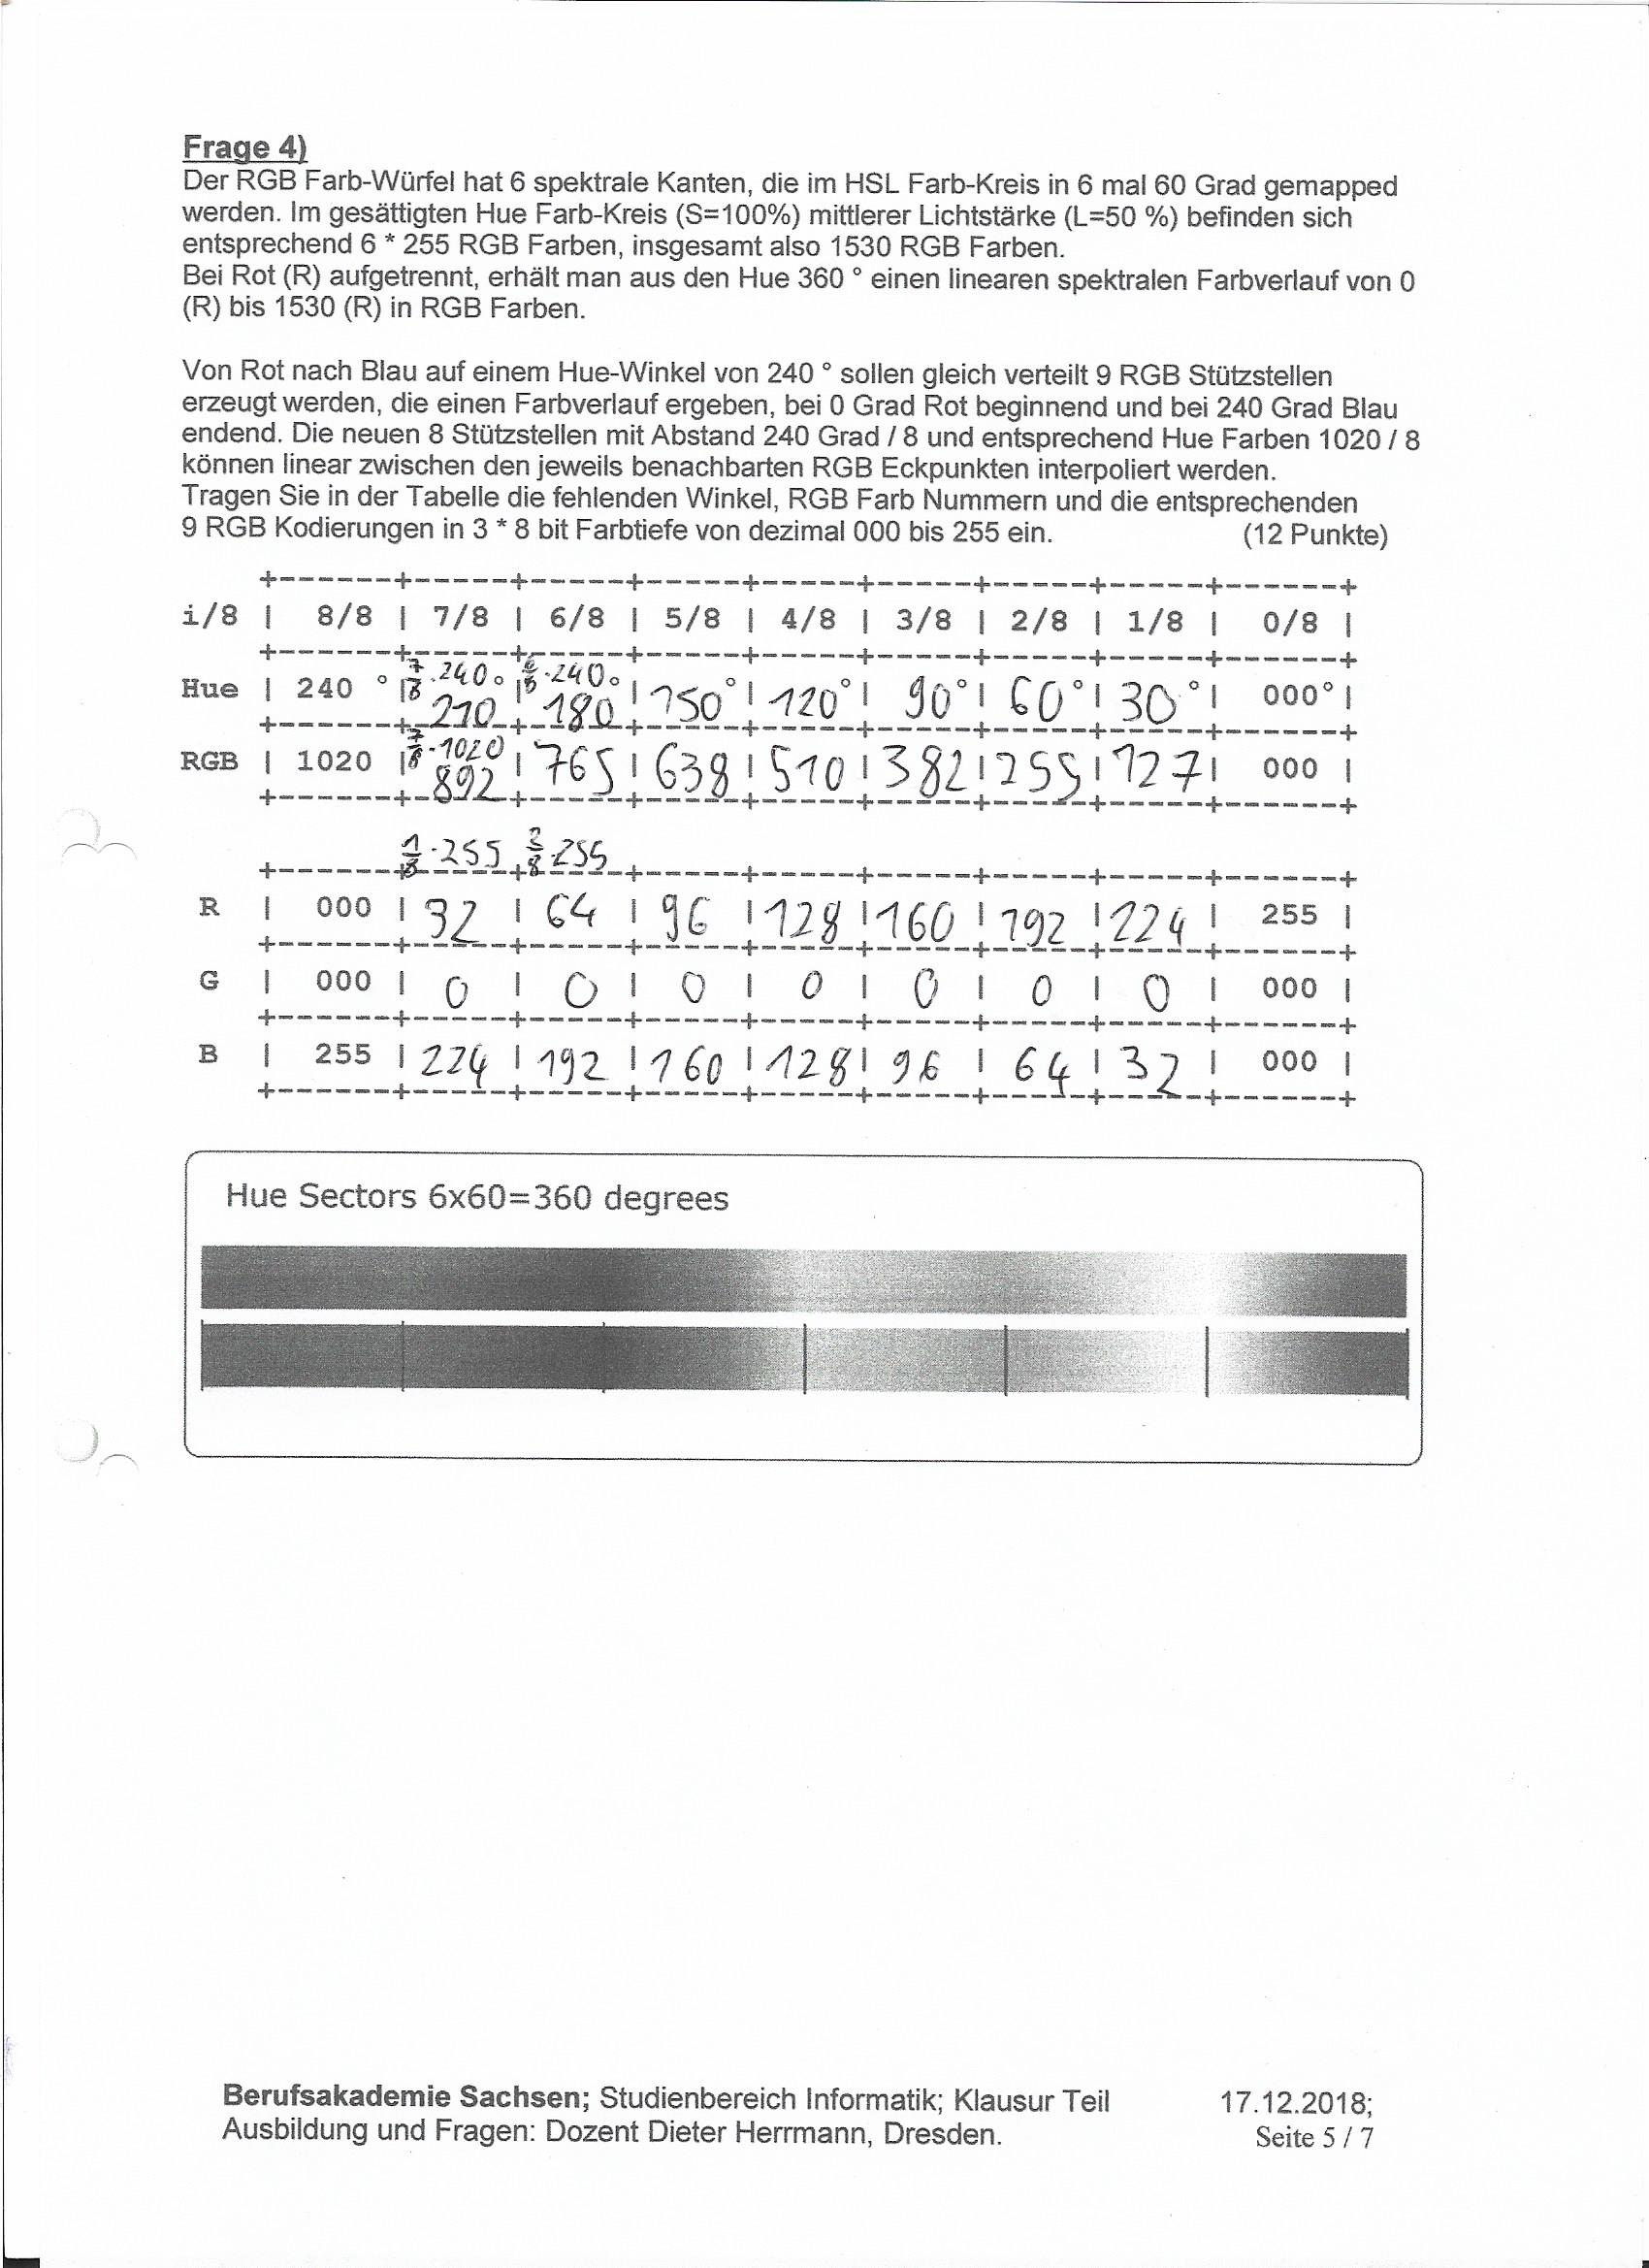 Frage 4)
Der RGB Farb-Würfel hat 6 spektrale Kanten, die im HSL Farb-Kreis in 6 mal 60 Grad gemapped
werden. Im gesättigten Hue Farb-Kreis (S=100%) mittlerer Lichtstärke (L=50 %) befinden sich
entsprechend 6 * 255 RGB Farben, insgesamt also 1530 RGB Farben.
Bei Rot (R) aufgetrennt, erhält man aus den Hue 360 ° einen linearen spektralen Farbverlauf von 0
(R) bis 1530 (R) in RGB Farben.
Von Rot nach Blau auf einem Hue-Winkel von 240 ° sollen gleich verteilt 9 RGB Stützstellen
erzeugt werden, die einen Farbverlauf ergeben, bei 0 Grad Rot beginnend und bei 240 Grad Blau
endend. Die neuen 8 Stützstellen mit Abstand 240 Grad / 8 und entsprechend Hue Farben 1020 / 8
können linear zwischen den jeweils benachbarten RGB Eckpunkten interpoliert werden.
Tragen Sie in der Tabelle die fehlenden Winkel, RGB Farb Nummern und die entsprechenden
9 RGB Kodierungen in 3 * 8 bit Farbtiefe von dezimal 000 bis 255 ein. (12 Punkte)
+------+-----+-----+-----+-----+-----+-----+-----+------+
i/8 | 8/8 | 7/8 | 6/8 | 5/8 | 4/8 | 3/8 | 2/8 | 1/8 | 0/8 |
+------+-----+-----+-----+-----+-----+-----+-----+------+
7/8·240° 6/8·240°
Hue | 240 ° | 210 | 180 | 150° | 120° | 90° | 60° | 30° | 000° |
+------+-----+-----+-----+-----+-----+-----+-----+------+
7/8·1020
RGB | 1020 | 892 | 765 | 638 | 510 | 382 | 255 | 127 | 000 |
+------+-----+-----+-----+-----+-----+-----+-----+------+
1/8·255 2/8·255
+------+-----+-----+-----+-----+-----+-----+-----+------+
R | 000 | 32 | 64 | 96 | 128 | 160 | 192 | 224 | 255 |
+------+-----+-----+-----+-----+-----+-----+-----+------+
G | 000 | 0 | 0 | 0 | 0 | 0 | 0 | 0 | 000 |
+------+-----+-----+-----+-----+-----+-----+-----+------+
B | 255 | 224 | 192 | 160 | 128 | 96 | 64 | 32 | 000 |
+------+-----+-----+-----+-----+-----+-----+-----+------+
Hue Sectors 6x60=360 degrees
Berufsakademie Sachsen; Studienbereich Informatik; Klausur Teil 17.12.2018;
Ausbildung und Fragen: Dozent Dieter Herrmann, Dresden. Seite 5 / 7